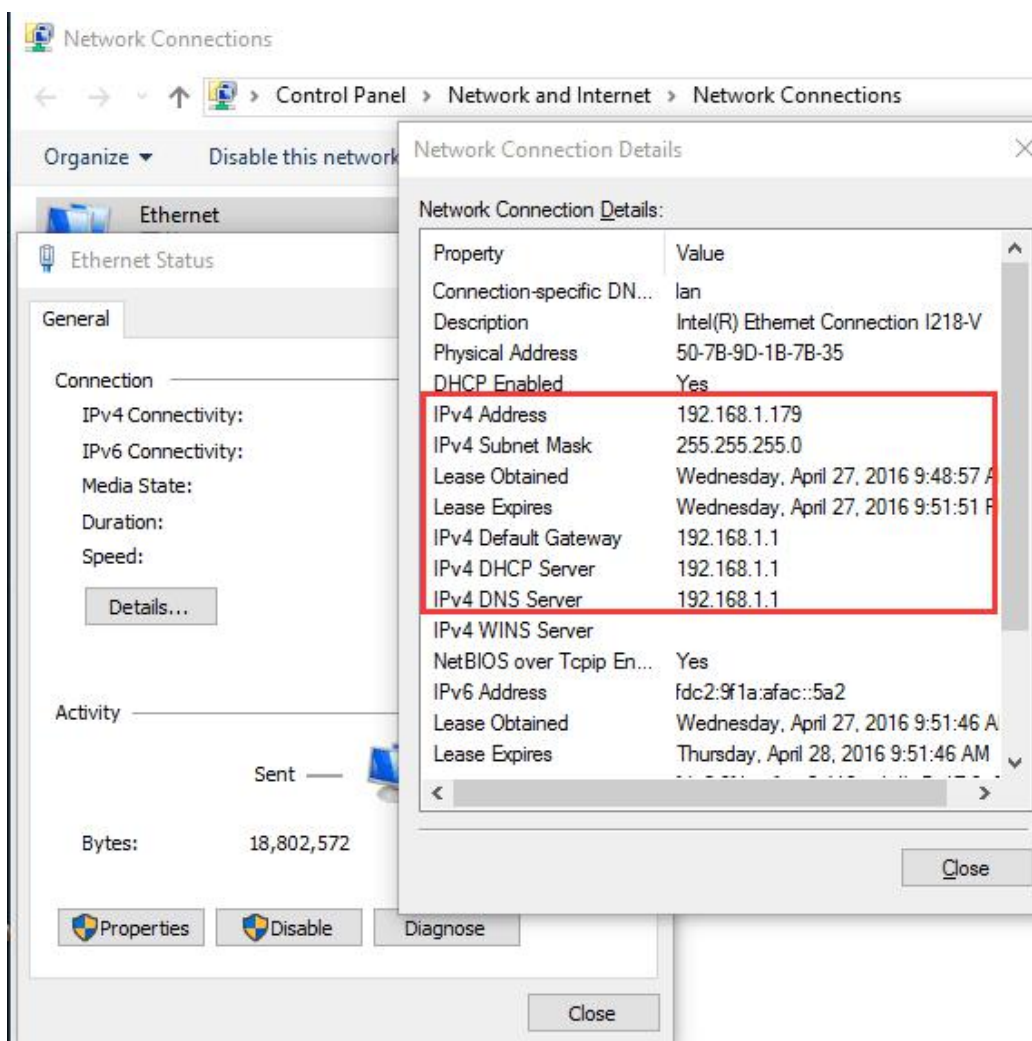 Network Connections
Control Panel > Network and Internet > Network Connections
Organize Disable this network
Ethernet
Ethernet Status
General
Connection
IPv4 Connectivity:
IPv6 Connectivity:
Media State:
Duration:
Speed:
Details...
Activity
Sent
Bytes: 18,802,572
Properties Disable Diagnose
Close
Network Connection Details
Network Connection Details:
Property Value
Connection-specific DN... lan
Description Intel(R) Ethernet Connection I218-V
Physical Address 50-7B-9D-1B-7B-35
DHCP Enabled Yes
IPv4 Address 192.168.1.179
IPv4 Subnet Mask 255.255.255.0
Lease Obtained Wednesday, April 27, 2016 9:48:57 A
Lease Expires Wednesday, April 27, 2016 9:51:51 P
IPv4 Default Gateway 192.168.1.1
IPv4 DHCP Server 192.168.1.1
IPv4 DNS Server 192.168.1.1
IPv4 WINS Server
NetBIOS over Tcpip En... Yes
IPv6 Address fdc2:9f1a:afac::5a2
Lease Obtained Wednesday, April 27, 2016 9:51:46 A
Lease Expires Thursday, April 28, 2016 9:51:46 AM
Close